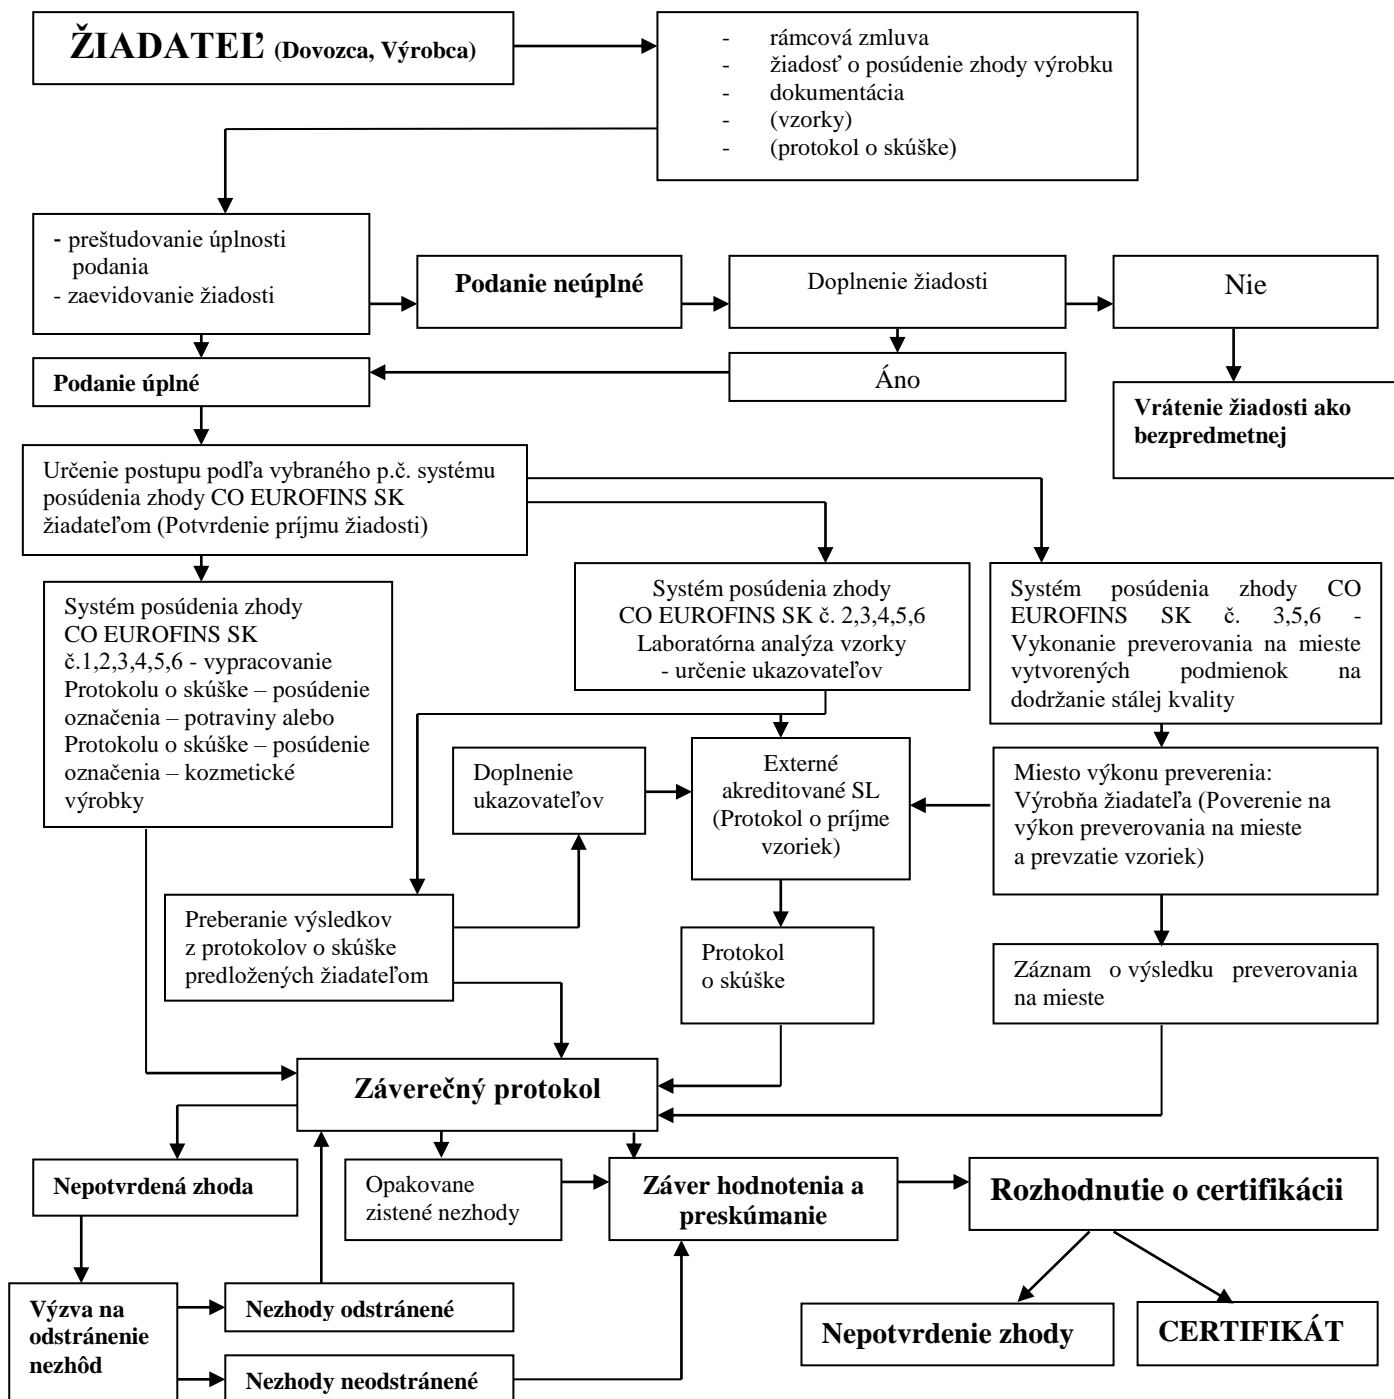 ŽIADATEĽ (Dovozca, Výrobca)
- rámcová zmluva
- žiadosť o posúdenie zhody výrobku
- dokumentácia
- (vzorky)
- (protokol o skúške)
- preštudovanie úplnosti
podania
- zaevidovanie žiadosti
Podanie neúplné
Doplnenie žiadosti
Nie
Podanie úplné
Áno
Vrátenie žiadosti ako
bezpredmetnej
Určenie postupu podľa vybraného p.č. systému
posúdenia zhody CO EUROFINS SK
žiadateľom (Potvrdenie príjmu žiadosti)
Systém posúdenia zhody
CO EUROFINS SK
č.1,2,3,4,5,6 - vypracovanie
Protokolu o skúške – posúdenie
označenia – potraviny alebo
Protokolu o skúške – posúdenie
označenia – kozmetické
výrobky
Systém posúdenia zhody
CO EUROFINS SK č. 2,3,4,5,6
Laboratórna analýza vzorky
- určenie ukazovateľov
Systém posúdenia zhody CO
EUROFINS SK č. 3,5,6 -
Vykonanie preverovania na mieste
vytvorených podmienok na
dodržanie stálej kvality
Doplnenie
ukazovateľov
Externé
akreditované SL
(Protokol o príjme
vzoriek)
Miesto výkonu preverenia:
Výrobňa žiadateľa (Poverenie na
výkon preverovania na mieste
a prevzatie vzoriek)
Preberanie výsledkov
z protokolov o skúške
predložených žiadateľom
Protokol
o skúške
Záznam o výsledku preverovania
na mieste
Záverečný protokol
Nepotvrdená zhoda
Opakovane
zistené nezhody
Záver hodnotenia a
preskúmanie
Rozhodnutie o certifikácii
Výzva na
odstránenie
nezhôd
Nezhody odstránené
Nezhody neodstránené
Nepotvrdenie zhody
CERTIFIKÁT